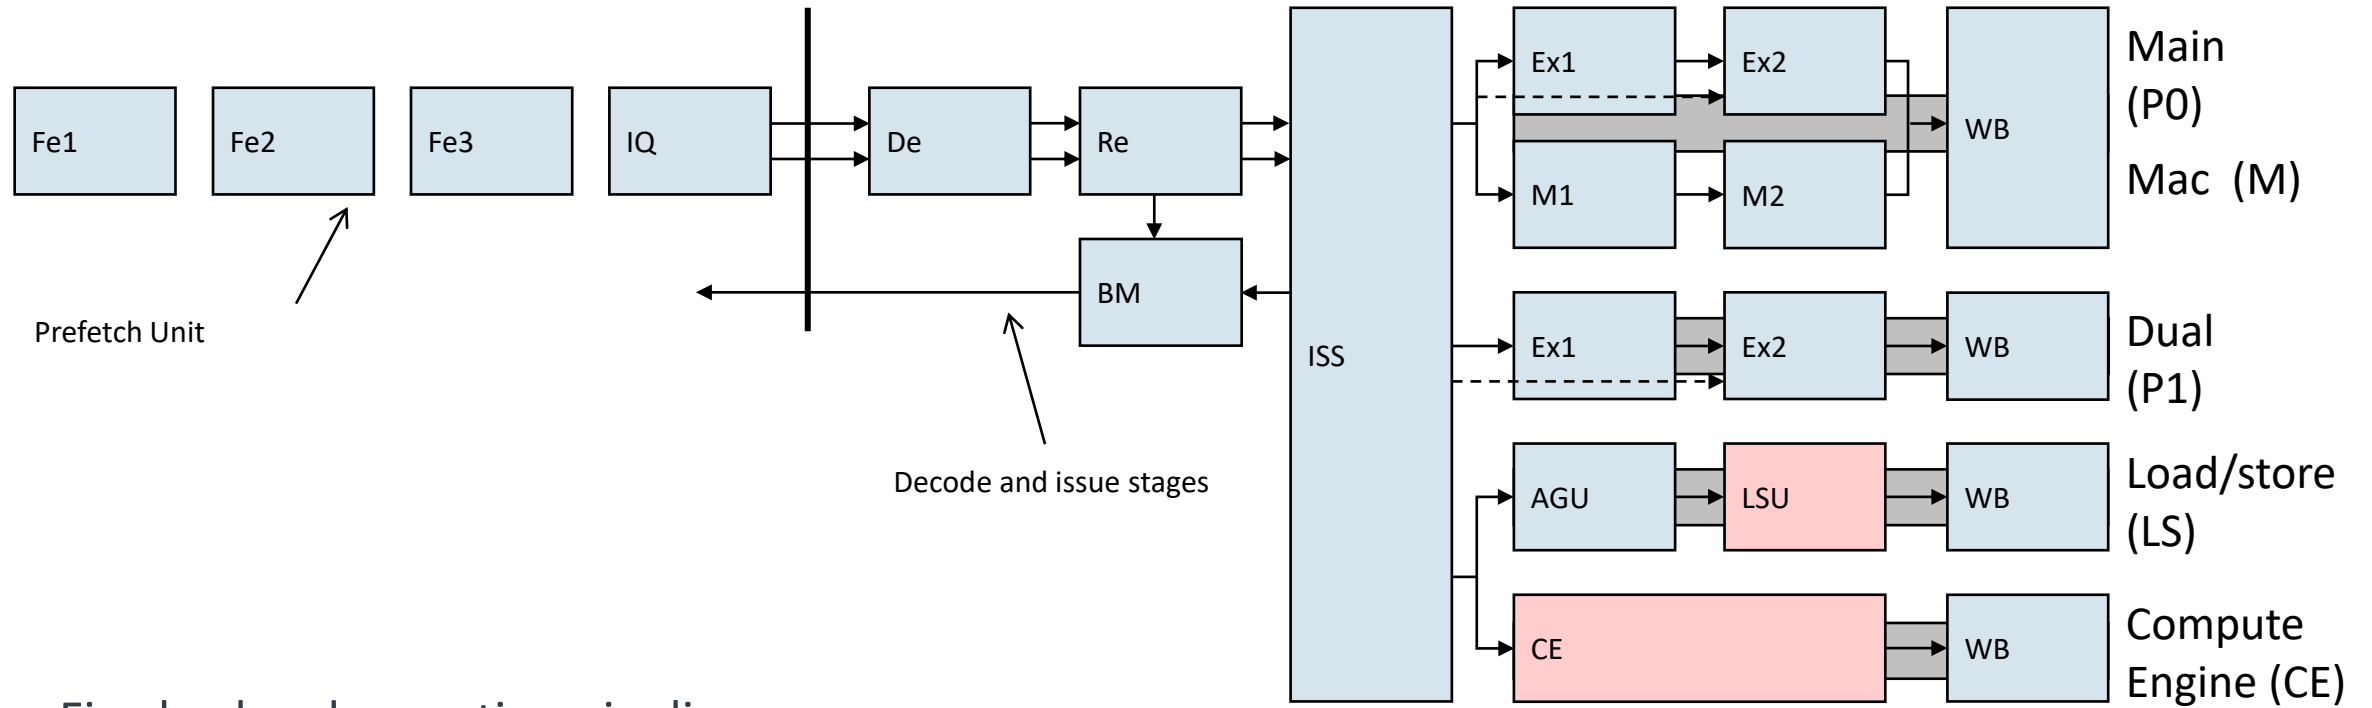 Fe1
Fe2
Fe3
IQ
De
Re
BM
ISS
Ex1
Ex2
M1
M2
WB
Main
(P0)
Mac (M)
Prefetch Unit
Decode and issue stages
Ex1
Ex2
WB
Dual
(P1)
AGU
LSU
WB
Load/store
(LS)
CE
WB
Compute
Engine (CE)